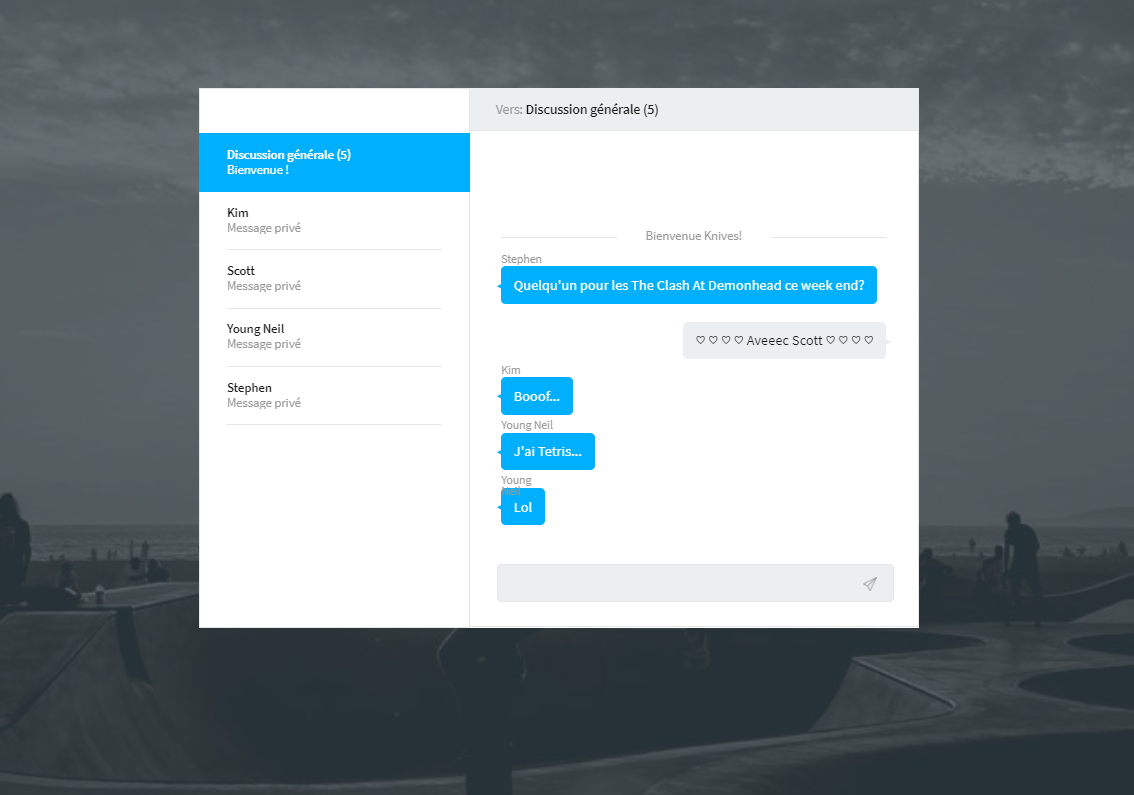 Vers: Discussion générale (5)
Discussion générale (5)
Bienvenue !
Kim
Message privé
Scott
Message privé
Young Neil
Message privé
Stephen
Message privé
Bienvenue Knives!
Stephen
Quelqu'un pour les The Clash At Demonhead ce week end?
♡ ♡ ♡ ♡ Aveeec Scott ♡ ♡ ♡ ♡
Kim
Booof...
Young Neil
J'ai Tetris...
Young
Neil
Lol